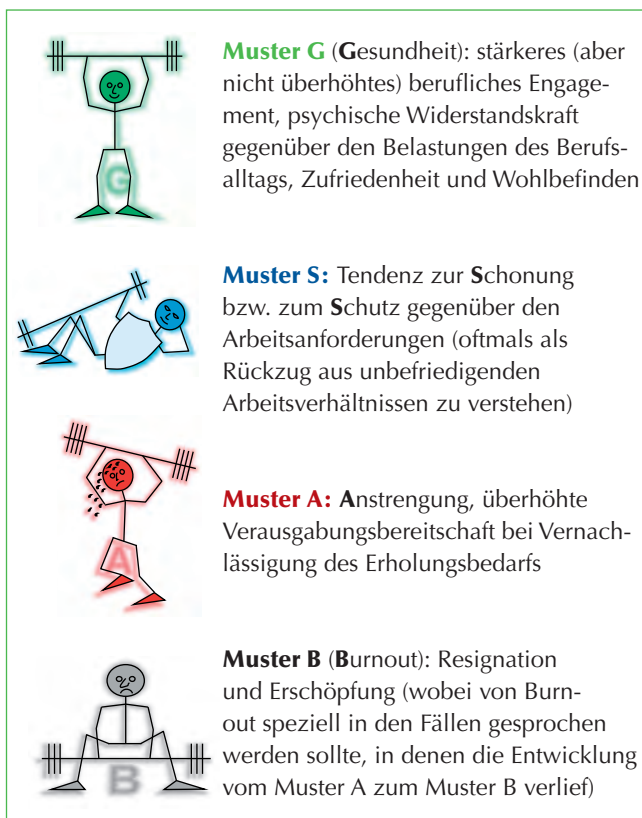 Muster G (Gesundheit): stärkeres (aber
nicht überhöhtes) berufliches Engage-
ment, psychische Widerstandskraft
gegenüber den Belastungen des Berufs-
alltags, Zufriedenheit und Wohlbefinden
G
Muster S: Tendenz zur Schonung
bzw. zum Schutz gegenüber den
Arbeitsanforderungen (oftmals als
Rückzug aus unbefriedigenden
Arbeitsverhältnissen zu verstehen)
Muster A: Anstrengung, überhöhte
Verausgabungsbereitschaft bei Vernach-
lässigung des Erholungsbedarfs
A
Muster B (Burnout): Resignation
und Erschöpfung (wobei von Burn-
out speziell in den Fällen gesprochen
werden sollte, in denen die Entwicklung
vom Muster A zum Muster B verlief)
B